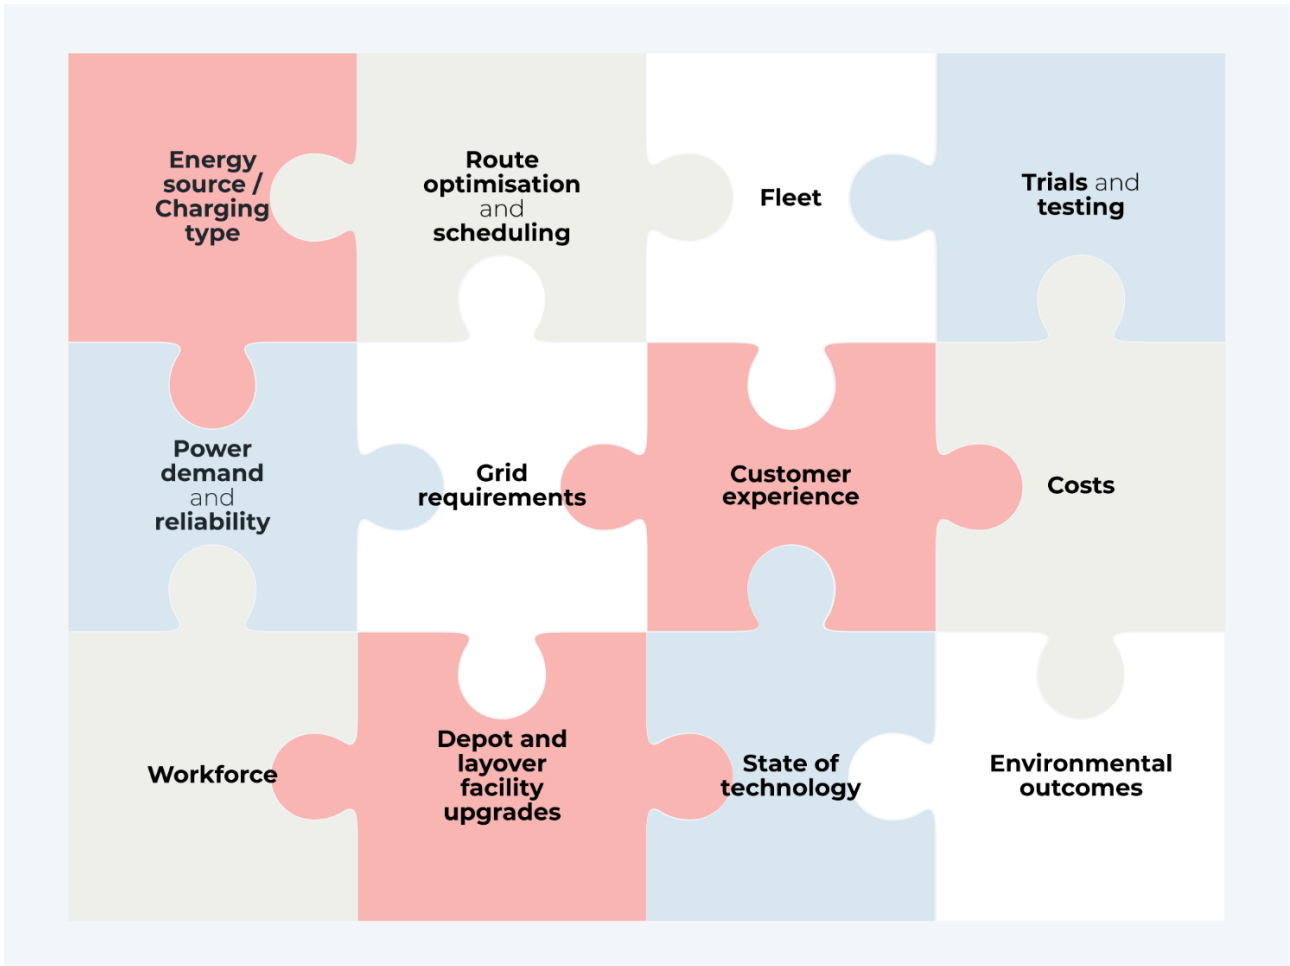 Energy
source /
Charging
type
Route
optimisation
and
scheduling
Fleet
Trials and
testing
Power
demand
and
reliability
Grid
requirements
Customer
experience
Costs
Workforce
Depot and
layover
facility
upgrades
State of
technology
Environmental
outcomes